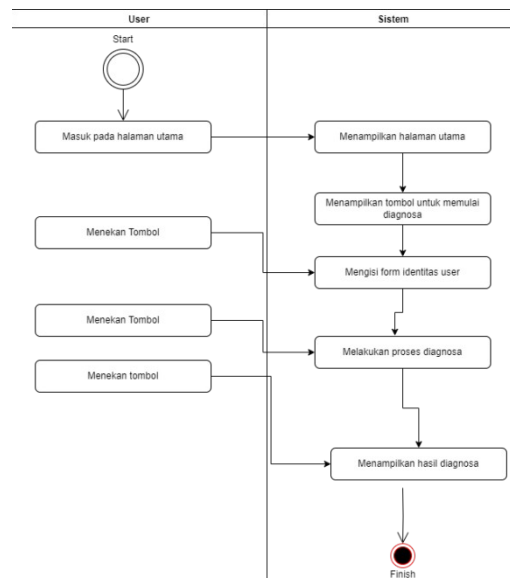 User
Sistem
Start
Masuk pada halaman utama
Menampilkan halaman utama
Menampilkan tombol untuk memulai
diagnosa
Menekan Tombol
Mengisi form identitas user
Menekan Tombol
Melakukan proses diagnosa
Menekan tombol
Menampilkan hasil diagnosa
Finish